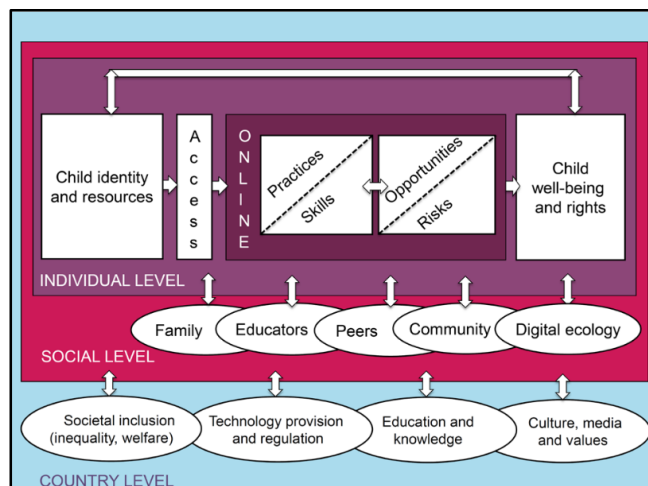 Child identity
and resources
Access
ONLINE
Practices
Skills
Opportunities
Risks
Child
well-being
and rights
INDIVIDUAL LEVEL
Family
Educators
Peers
Community
Digital ecology
SOCIAL LEVEL
Societal inclusion
(inequality, welfare)
Technology provision
and regulation
Education and
knowledge
Culture, media
and values
COUNTRY LEVEL